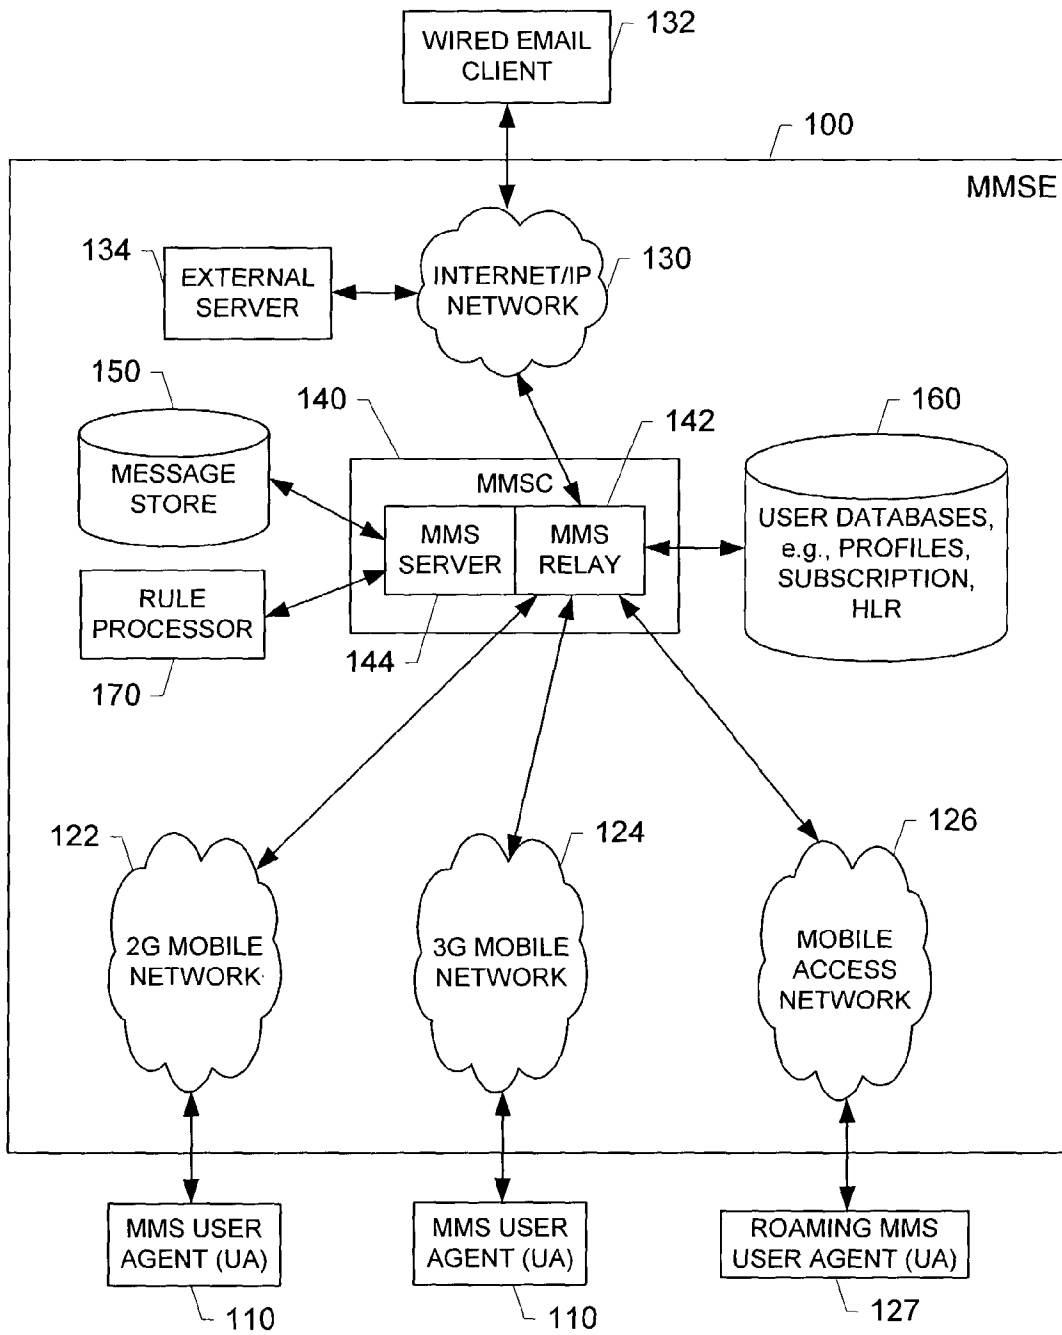 WIRED EMAIL
CLIENT
132
100
MMSE
134
EXTERNAL
SERVER
INTERNET/IP
NETWORK
130
150
MESSAGE
STORE
140
142
160
MMSC
MMS
SERVER
MMS
RELAY
USER DATABASES,
e.g., PROFILES,
SUBSCRIPTION,
HLR
RULE
PROCESSOR
144
170
122
124
126
2G MOBILE
NETWORK
3G MOBILE
NETWORK
MOBILE
ACCESS
NETWORK
MMS USER
AGENT (UA)
MMS USER
AGENT (UA)
ROAMING MMS
USER AGENT (UA)
110
110
127